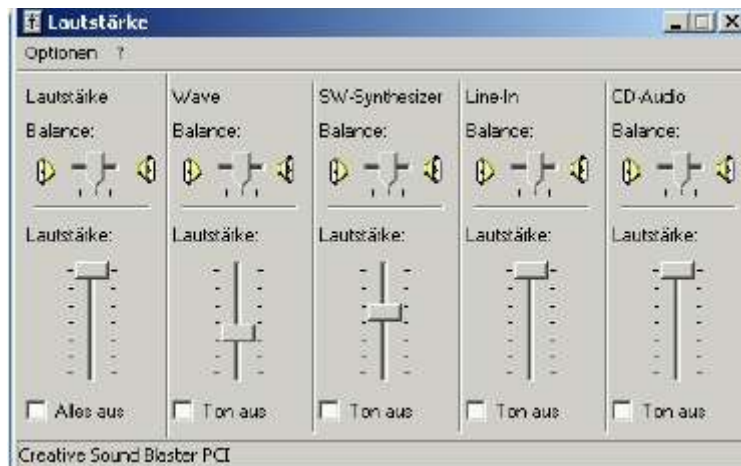 Lautstärke
Optionen ?
Lautstärke Wave SW-Synthesizer Line-In CD-Audio
Balance: Balance: Balance: Balance: Balance:
Lautstärke: Lautstärke: Lautstärke: Lautstärke: Lautstärke:
Alles aus Ton aus Ton aus Ton aus Ton aus
Creative Sound Blaster PCI